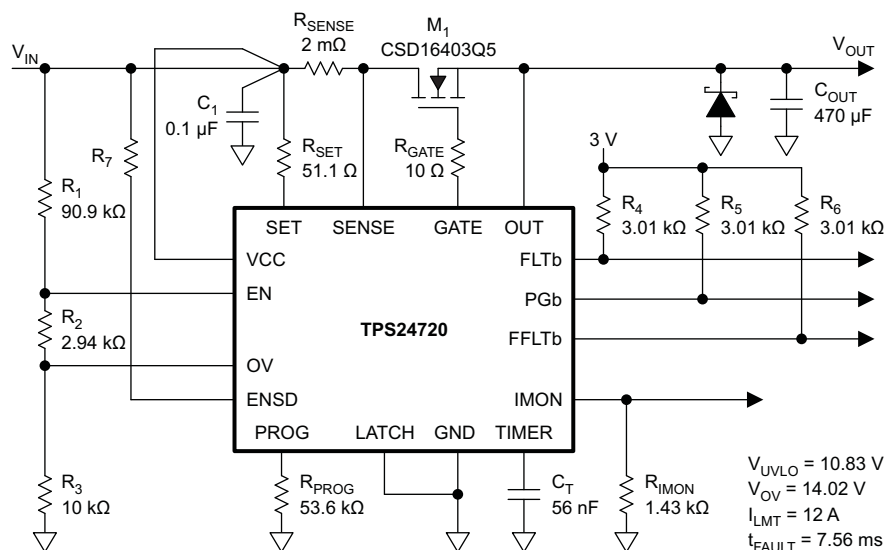 V_IN
R_SENSE
2 mΩ
M_1
CSD16403Q5
V_OUT
C_1
0.1 µF
C_OUT
470 µF
R_7
R_SET
51.1 Ω
R_GATE
10 Ω
3 V
R_1
90.9 kΩ
R_4
3.01 kΩ
R_5
3.01 kΩ
R_6
3.01 kΩ
SET
SENSE
GATE
OUT
VCC
FLTb
EN
PGb
R_2
2.94 kΩ
TPS24720
FFLTb
OV
ENSD
IMON
PROG
LATCH
GND
TIMER
R_3
10 kΩ
R_PROG
53.6 kΩ
C_T
56 nF
R_IMON
1.43 kΩ
V_UVLO = 10.83 V
V_OV = 14.02 V
I_LMT = 12 A
t_FAULT = 7.56 ms